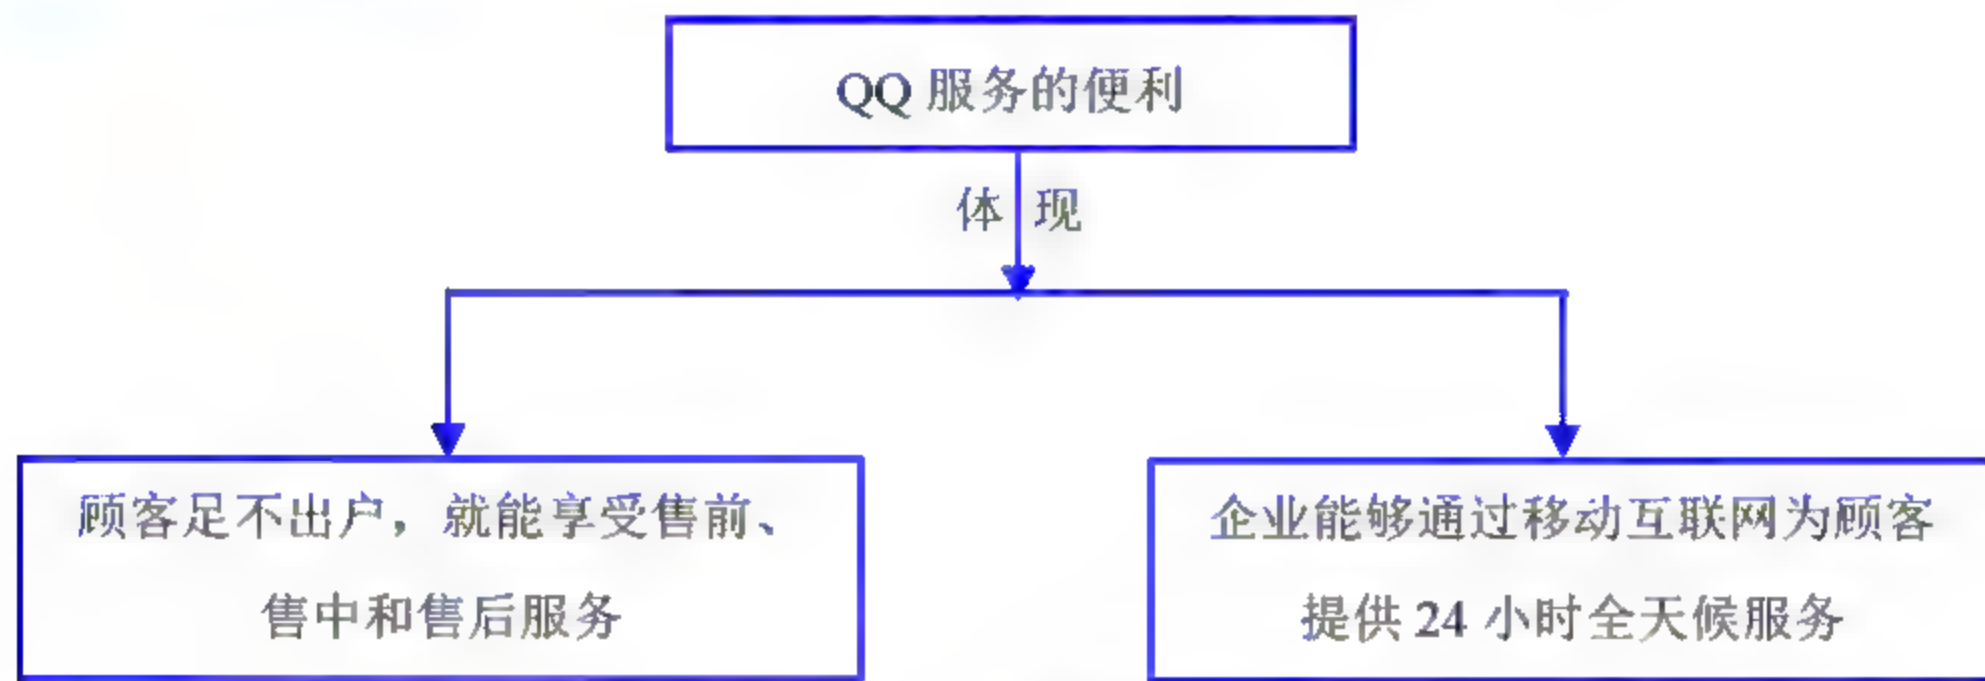 QQ 服务的便利
体 现
顾客足不出户，就能享受售前、
售中和售后服务
企业能够通过移动互联网为顾客
提供 24 小时全天候服务